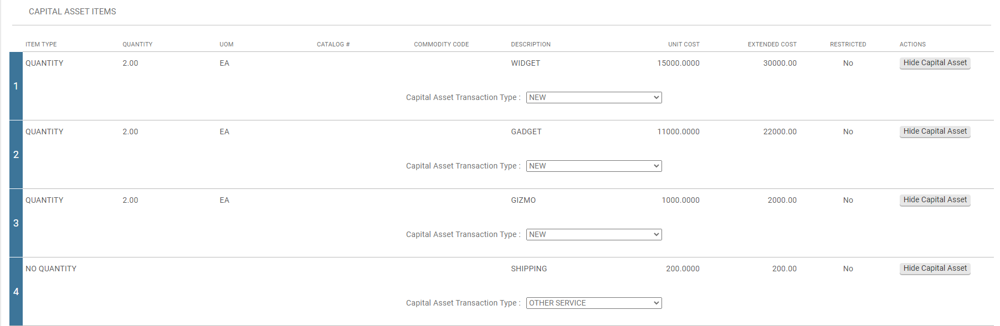 CAPITAL ASSET ITEMS
ITEM TYPE QUANTITY UOM CATALOG # COMMODITY CODE DESCRIPTION UNIT COST EXTENDED COST RESTRICTED ACTIONS
QUANTITY 2.00 EA WIDGET 15000.0000 30000.00 No Hide Capital Asset
1
Capital Asset Transaction Type : NEW
QUANTITY 2.00 EA GADGET 11000.0000 22000.00 No Hide Capital Asset
2
Capital Asset Transaction Type : NEW
QUANTITY 2.00 EA GIZMO 1000.0000 2000.00 No Hide Capital Asset
3
Capital Asset Transaction Type : NEW
NO QUANTITY SHIPPING 200.0000 200.00 No Hide Capital Asset
4
Capital Asset Transaction Type : OTHER SERVICE